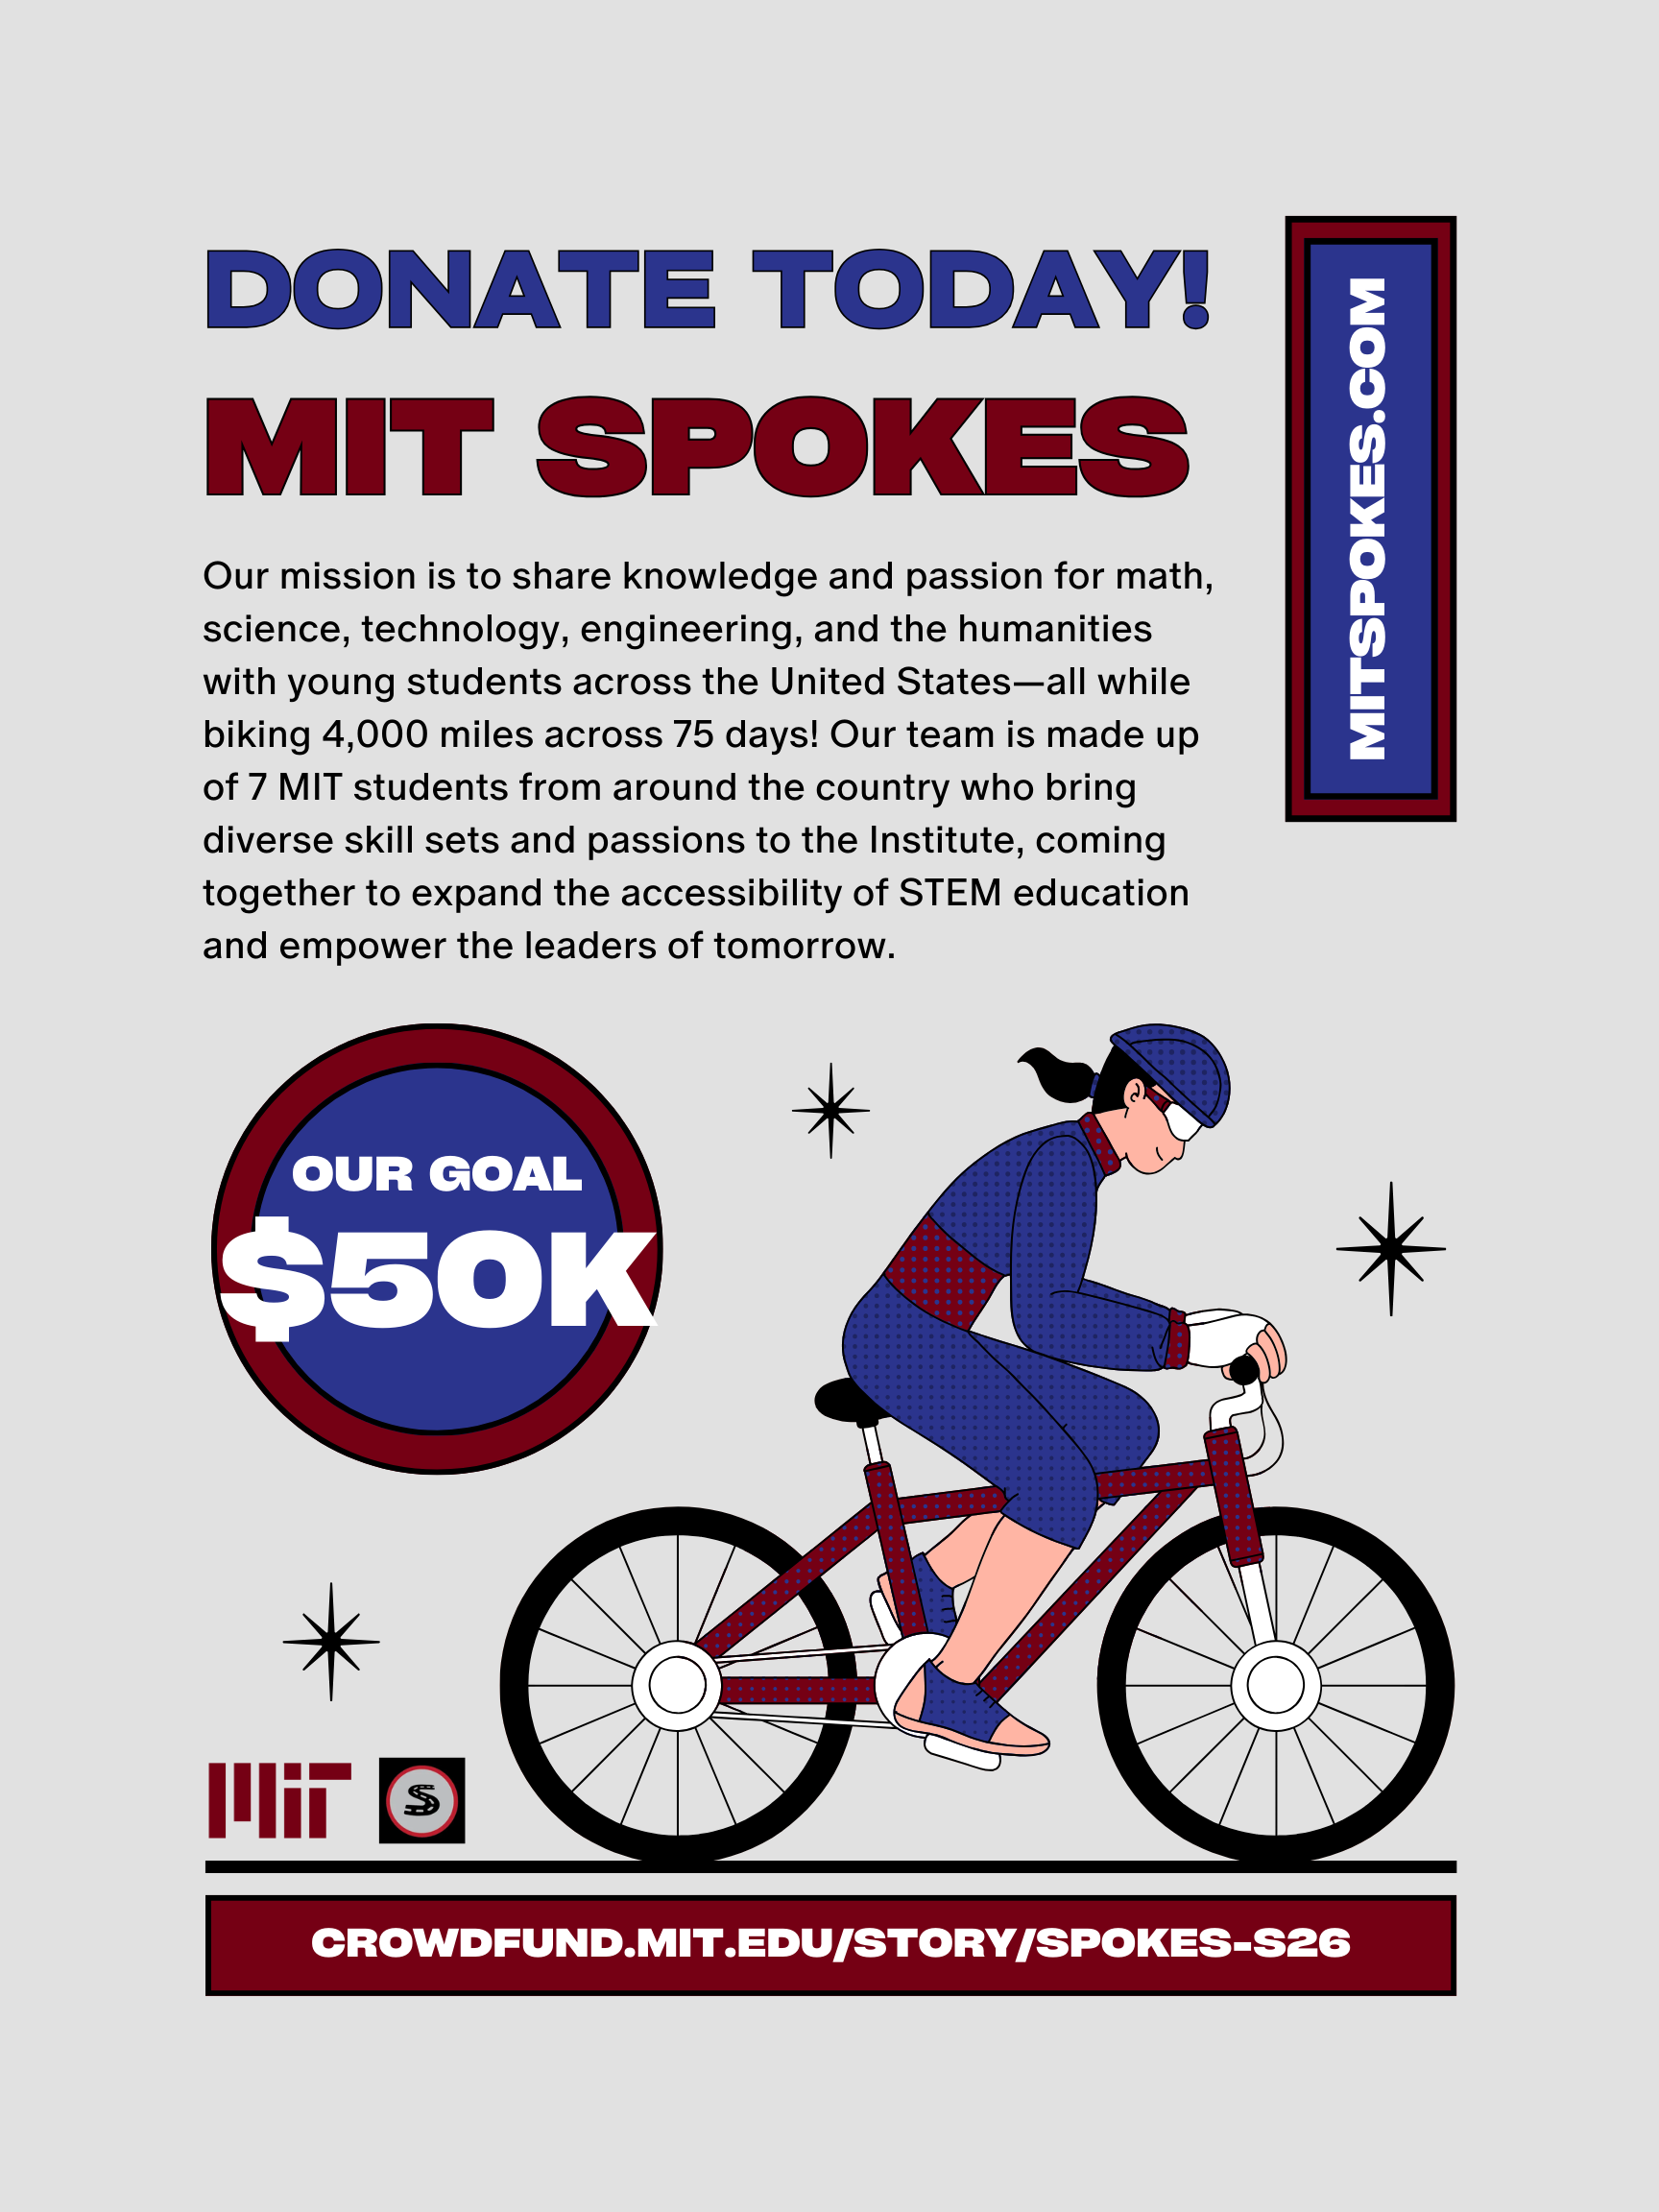 DONATE TODAY!
MIT SPOKES
Our mission is to share knowledge and passion for math,
science, technology, engineering, and the humanities
with young students across the United States—all while
biking 4,000 miles across 75 days! Our team is made up
of 7 MIT students from around the country who bring
diverse skill sets and passions to the Institute, coming
together to expand the accessibility of STEM education
and empower the leaders of tomorrow.
MITSPOKES.COM
OUR GOAL
$50K
MIT
S
CROWDFUND.MIT.EDU/STORY/SPOKES-S26